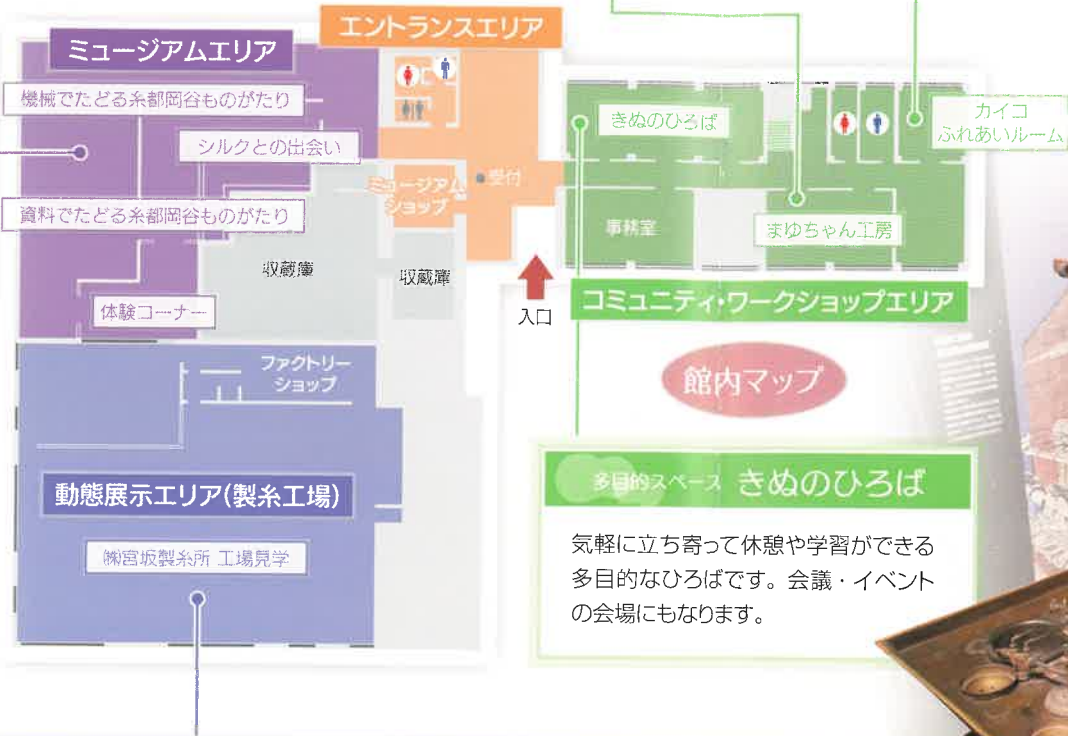 エントランスエリア
ミュージアムエリア
機械でたどる糸都岡谷ものがたり
シルクとの出会い
資料でたどる糸都岡谷ものがたり
体験コーナー
収蔵庫
収蔵庫
ミュージアム
ショップ
受付
入口
きぬのひろば
カイコ
ふれあいルーム
事務室
まゆちゃん工房
コミュニティ・ワークショップエリア
館内マップ
ファクトリー
ショップ
動態展示エリア(製糸工場)
㈱宮坂製糸所 工場見学
多目的スペース きぬのひろば
気軽に立ち寄って休憩や学習ができる
多目的なひろばです。会議・イベント
の会場にもなります。